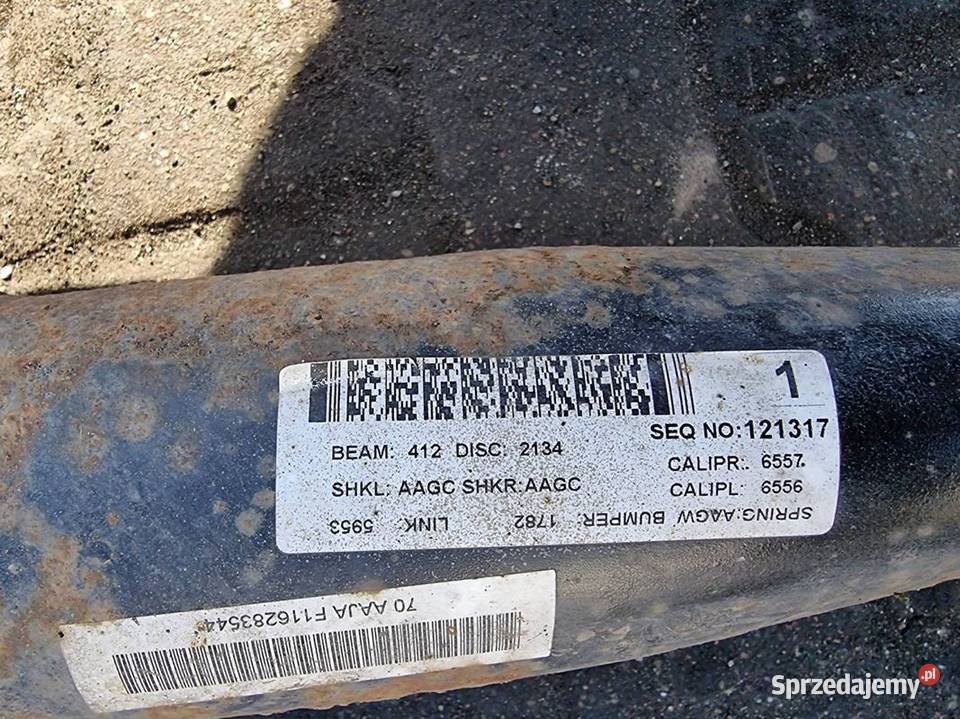 1
SEQ NO:121317
BEAM: 412 DISC: 2134
CALIPR: 6557
SHKL: AAGC SHKR:AAGC
CALIPL: 6556
SPRING:AAGW BUMPER: 1782 LINK: 5953
70 AAJA F116283544
Sprzedajemy.pl